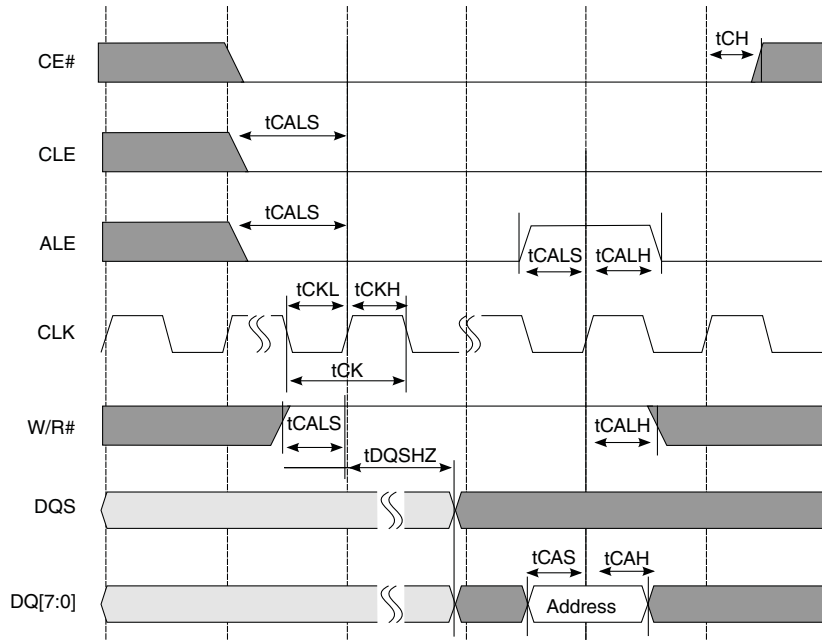 tCH
CE#
tCALS
CLE
tCALS
ALE
tCALS tCALH
tCKL tCKH
CLK
tCK
W/R#
tCALS tCALH
tDQSHZ
DQS
tCAS tCAH
DQ[7:0]
Address